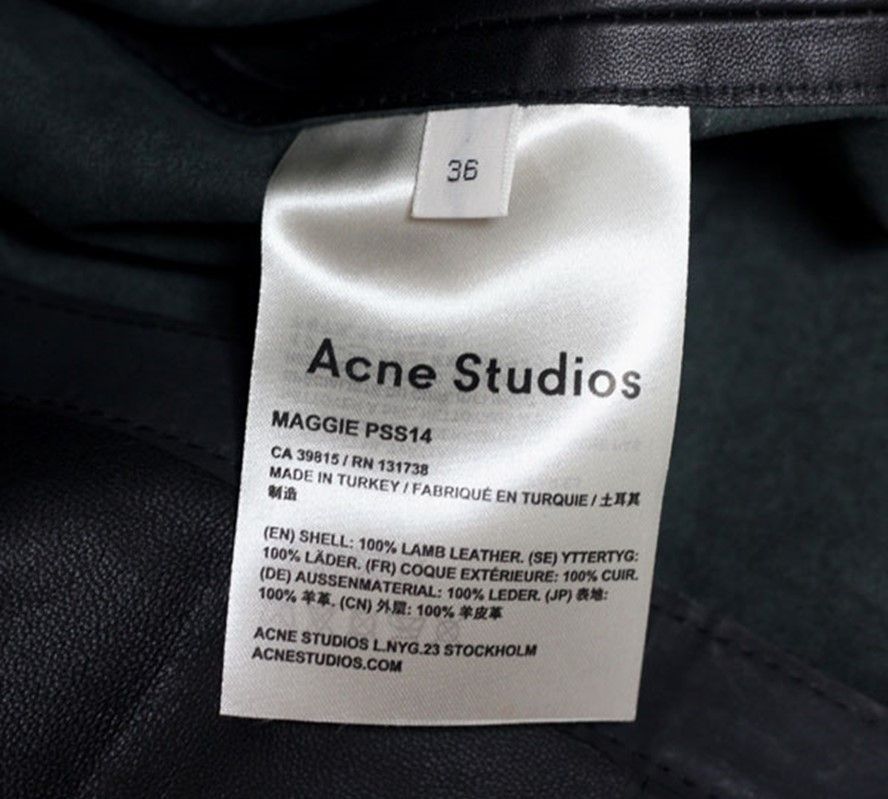 36
Acne Studios
MAGGIE PSS14
CA 39815 / RN 131738
MADE IN TURKEY / FABRIQUÉ EN TURQUIE / 土耳其
制造
(EN) SHELL: 100% LAMB LEATHER. (SE) YTTERTYG:
100% LÄDER. (FR) COQUE EXTÉRIEURE: 100% CUIR.
(DE) AUSSENMATERIAL: 100% LEDER. (JP) 表地:
100% 羊革. (CN) 外层: 100% 羊皮革
ACNE STUDIOS L.NYG.23 STOCKHOLM
ACNESTUDIOS.COM